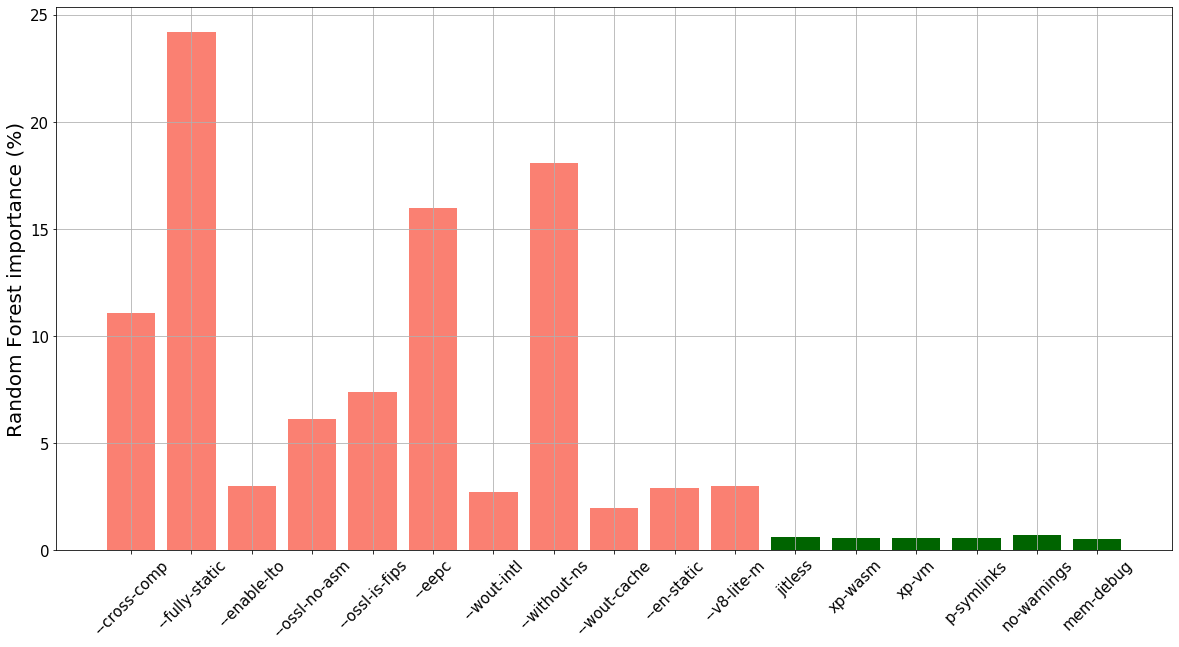 Random Forest importance (%)
25
20
15
10
5
0
--cross-comp
--fully-static
--enable-lto
--ossl-no-asm
--ossl-is-fips
--eepc
--wout-intl
--without-ns
--wout-cache
--en-static
--v8-lite-m
jitless
xp-wasm
xp-vm
p-symlinks
no-warnings
mem-debug